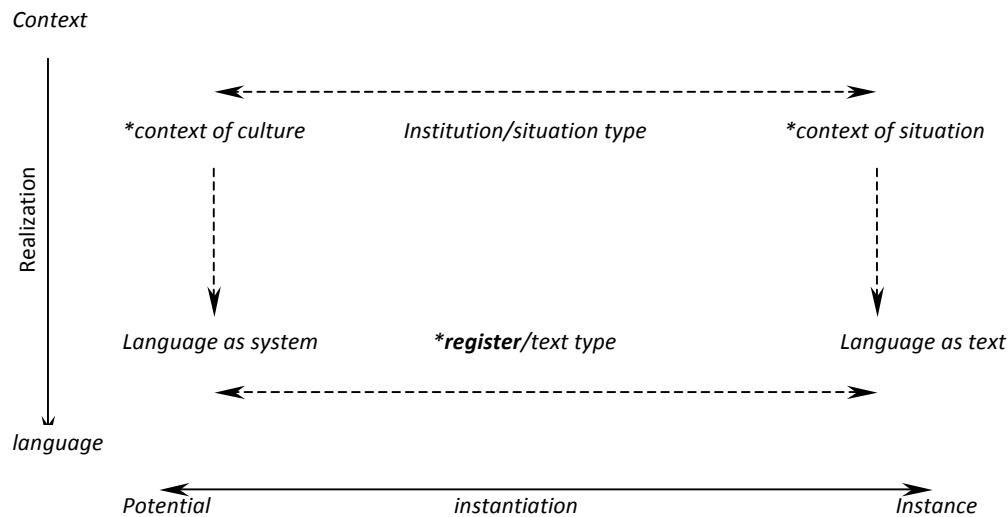 Context
*context of culture Institution/situation type *context of situation
Realization
Language as system *register/text type Language as text
language
Potential instantiation Instance